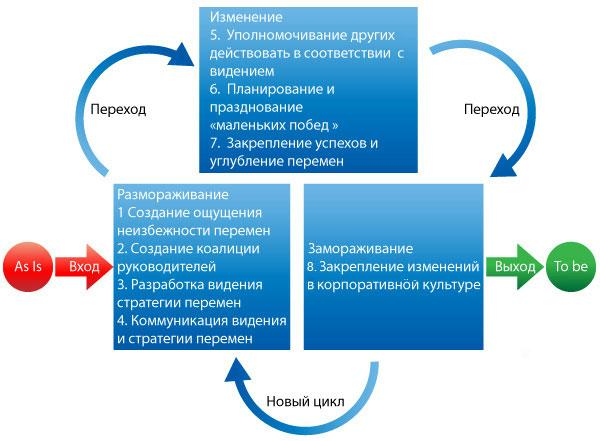 Изменение
5. Уполномочивание других
действовать в соответствии с
видением
6. Планирование и
празднование
«маленьких побед »
7. Закрепление успехов и
углубление перемен
Переход
Переход
Размораживание
1 Создание ощущения
неизбежности перемен
2. Создание коалиции
руководителей
3. Разработка видения
стратегии перемен
4. Коммуникация видения
и стратегии перемен
Замораживание
8. Закрепление изменений
в корпоративной культуре
As Is
Вход
Выход
To be
Новый цикл